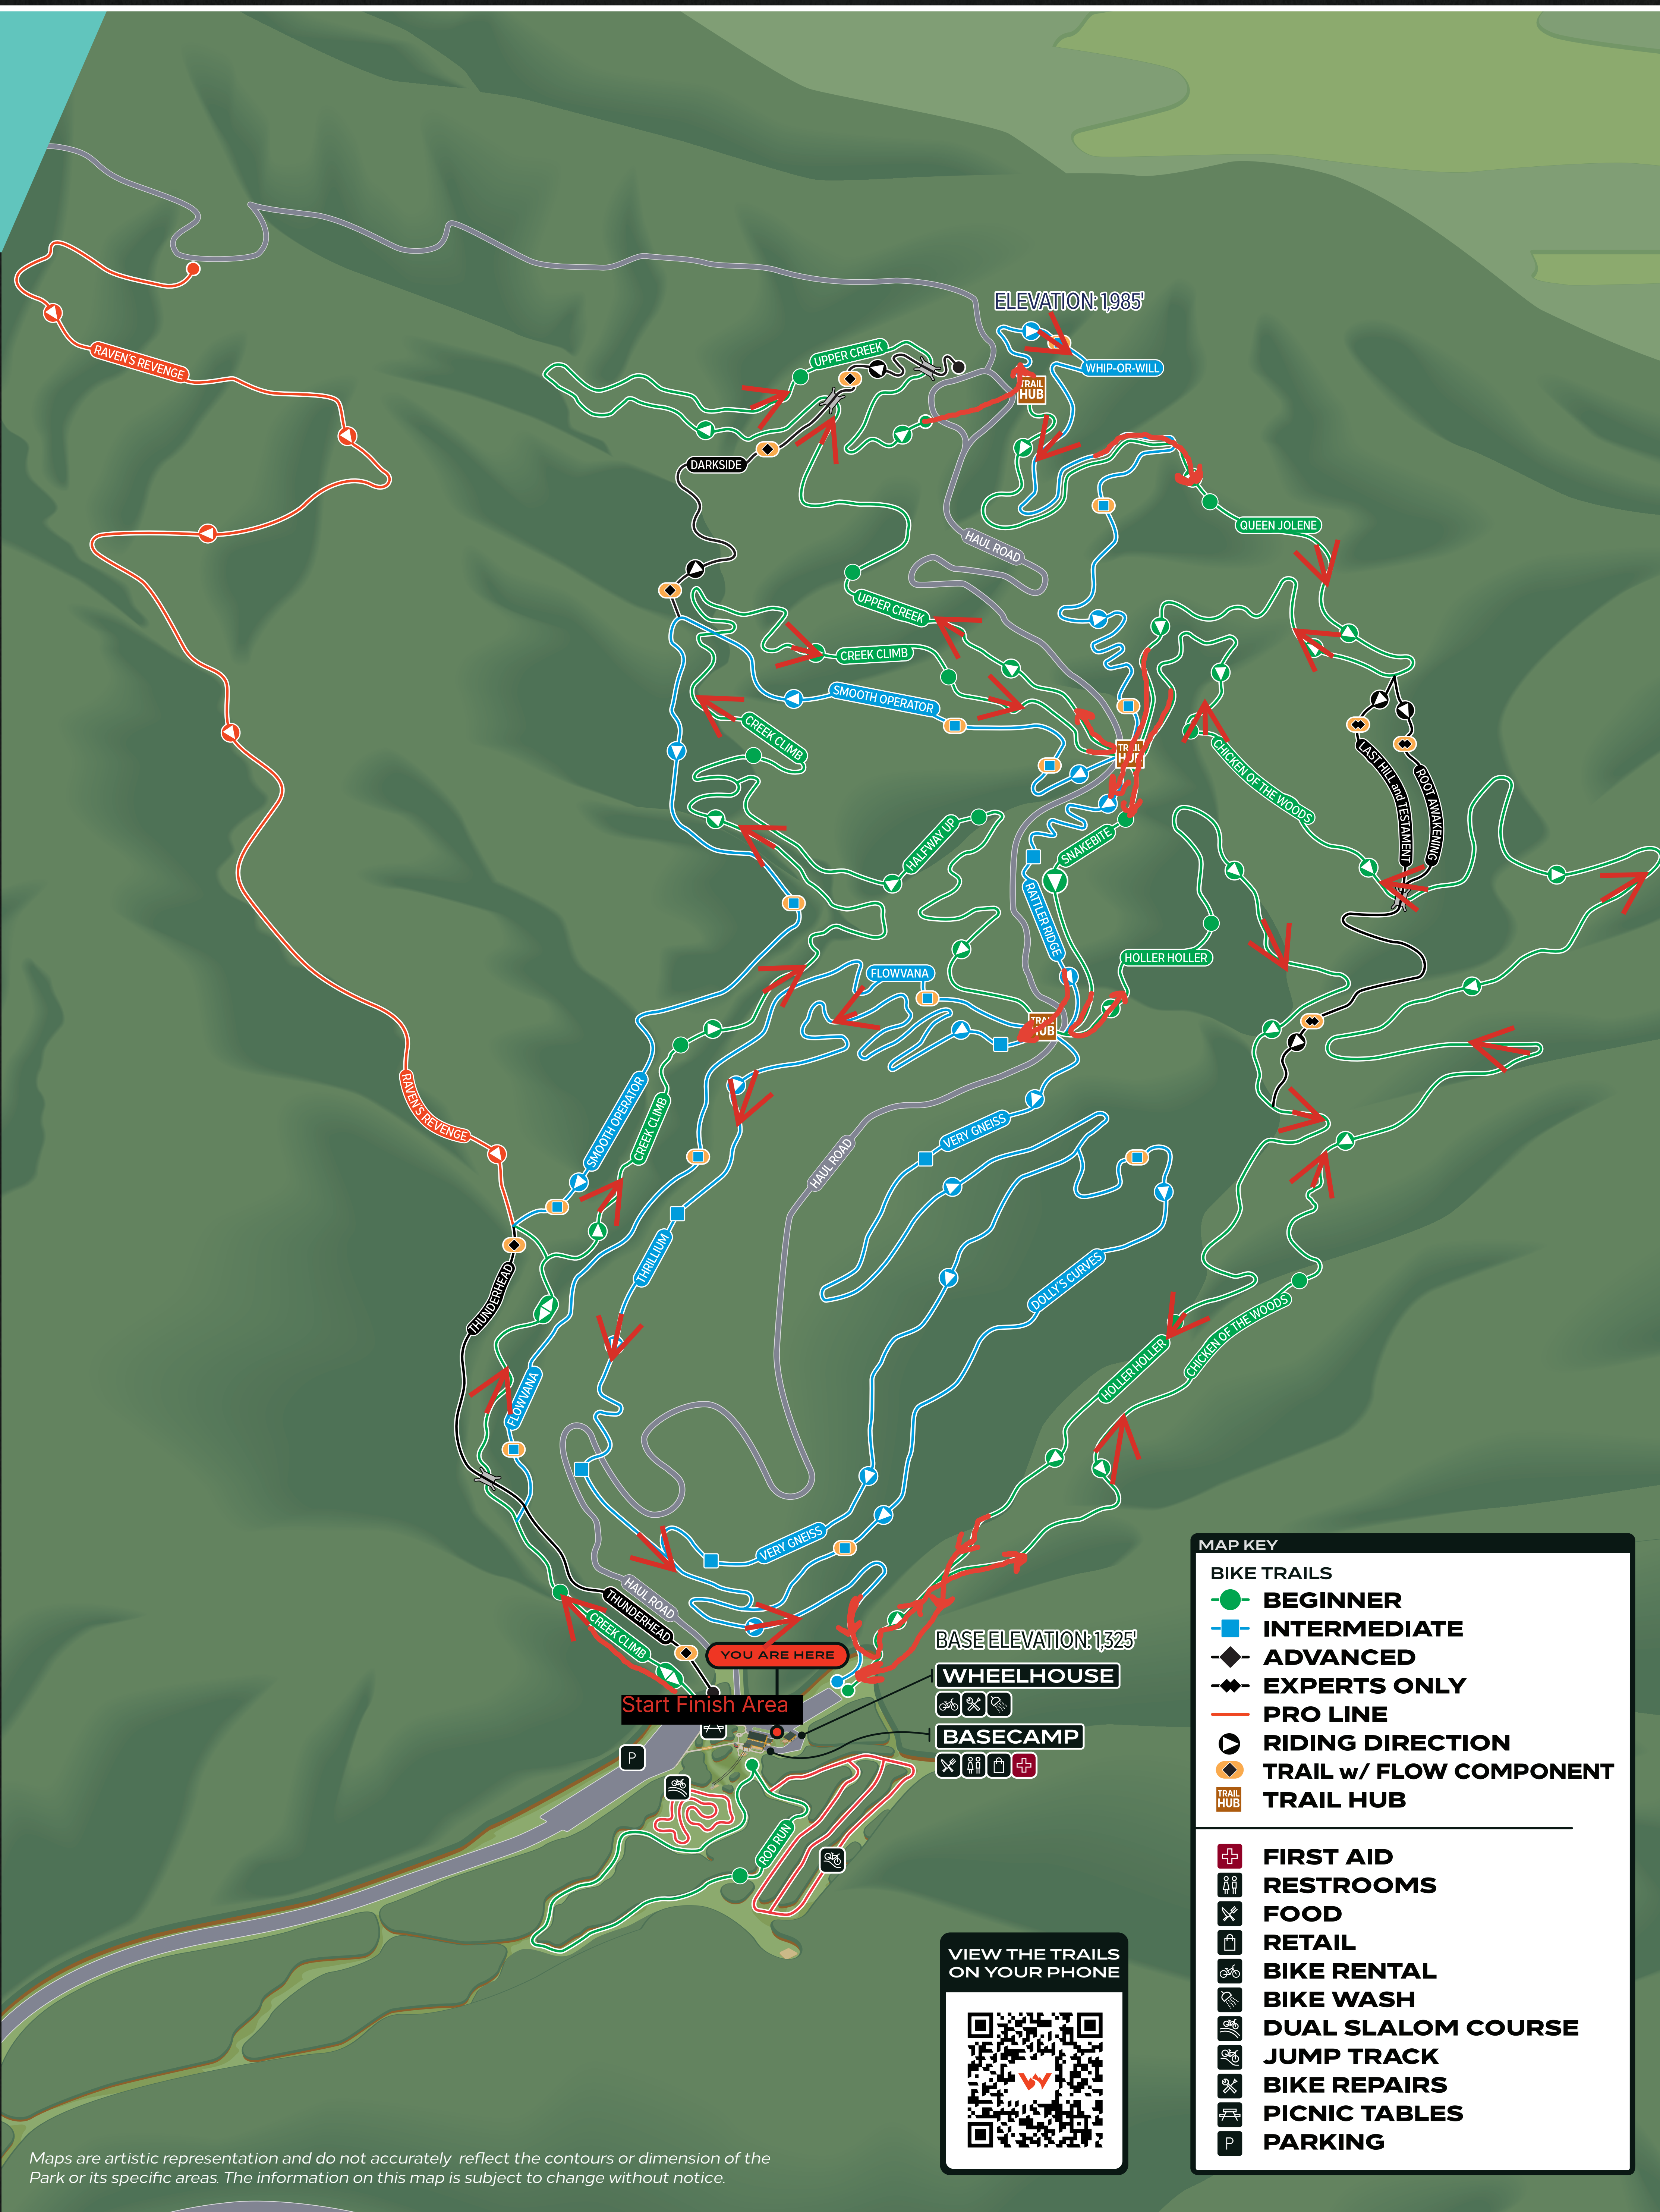 ELEVATION: 1,985'
TRAIL
HUB
WHIP-OR-WILL
UPPER CREEK
RAVEN'S REVENGE
DARKSIDE
QUEEN JOLENE
HAUL ROAD
UPPER CREEK
CREEK CLIMB
SMOOTH OPERATOR
CREEK CLIMB
TRAIL
HUB
CHICKEN OF THE WOODS
LAST HILL and TESTAMENT
ROOT AWAKENING
HALFWAY UP
SNAKEBITE
RATTLER RIDGE
HOLLER HOLLER
FLOWVANA
TRAIL
HUB
SMOOTH OPERATOR
CREEK CLIMB
RAVEN'S REVENGE
HAUL ROAD
VERY GNEISS
THRILLIUM
DOLLY'S CURVES
THUNDERHEAD
FLOWVANA
HOLLER HOLLER
CHICKEN OF THE WOODS
VERY GNEISS
HAUL ROAD
THUNDERHEAD
CREEK CLIMB
YOU ARE HERE
Start Finish Area
BASE ELEVATION: 1,325'
WHEELHOUSE
BASECAMP
P
ROD RUN
MAP KEY
BIKE TRAILS
BEGINNER
INTERMEDIATE
ADVANCED
EXPERTS ONLY
PRO LINE
RIDING DIRECTION
TRAIL w/ FLOW COMPONENT
TRAIL
HUB
TRAIL HUB
FIRST AID
RESTROOMS
FOOD
RETAIL
BIKE RENTAL
BIKE WASH
DUAL SLALOM COURSE
JUMP TRACK
BIKE REPAIRS
PICNIC TABLES
P
PARKING
VIEW THE TRAILS
ON YOUR PHONE
Maps are artistic representation and do not accurately reflect the contours or dimension of the
Park or its specific areas. The information on this map is subject to change without notice.